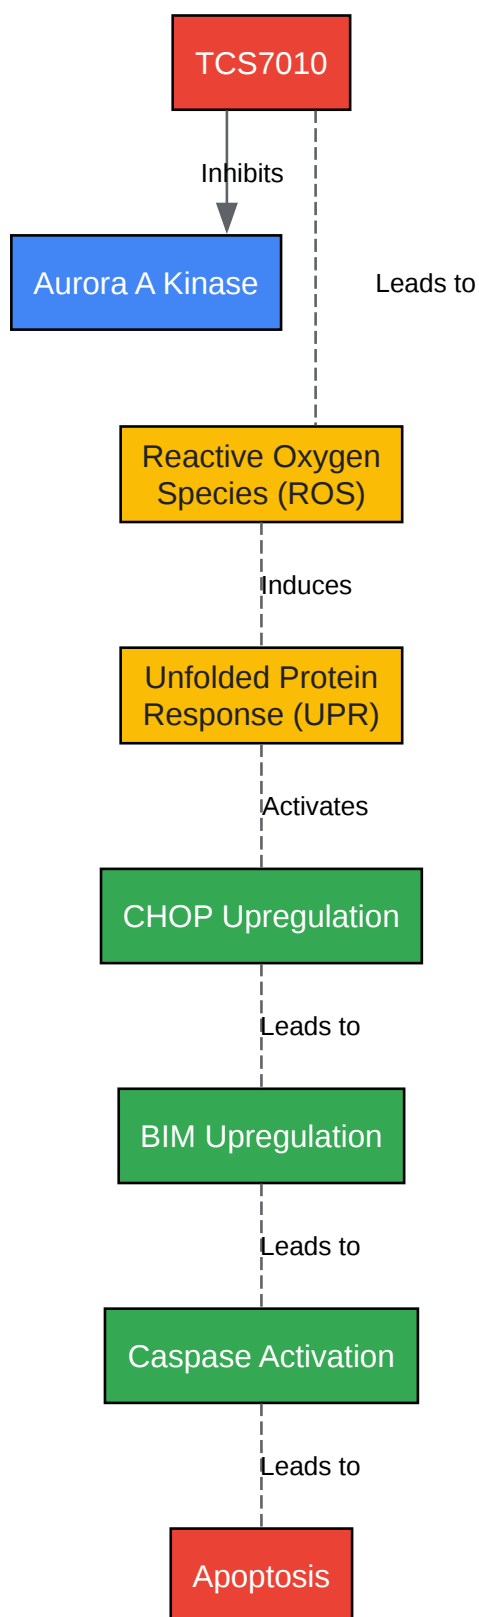 TCS7010
Inhibits
Aurora A Kinase
Leads to
Reactive Oxygen
Species (ROS)
Induces
Unfolded Protein
Response (UPR)
Activates
CHOP Upregulation
Leads to
BIM Upregulation
Leads to
Caspase Activation
Leads to
Apoptosis